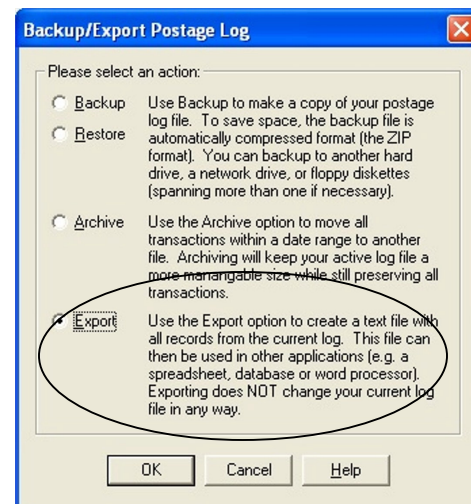 Backup/Export Postage Log
Please select an action:
Backup
Restore
Use Backup to make a copy of your postage
log file. To save space, the backup file is
automatically compressed format (the ZIP
format). You can backup to another hard
drive, a network drive, or floppy diskettes
(spanning more than one if necessary).
Archive
Use the Archive option to move all
transactions within a date range to another
file. Archiving will keep your active log file a
more manangable size while still preserving all
transactions.
Export
Use the Export option to create a text file with
all records from the current log. This file can
then be used in other applications (e.g. a
spreadsheet, database or word processor).
Exporting does NOT change your current log
file in any way.
OK
Cancel
Help